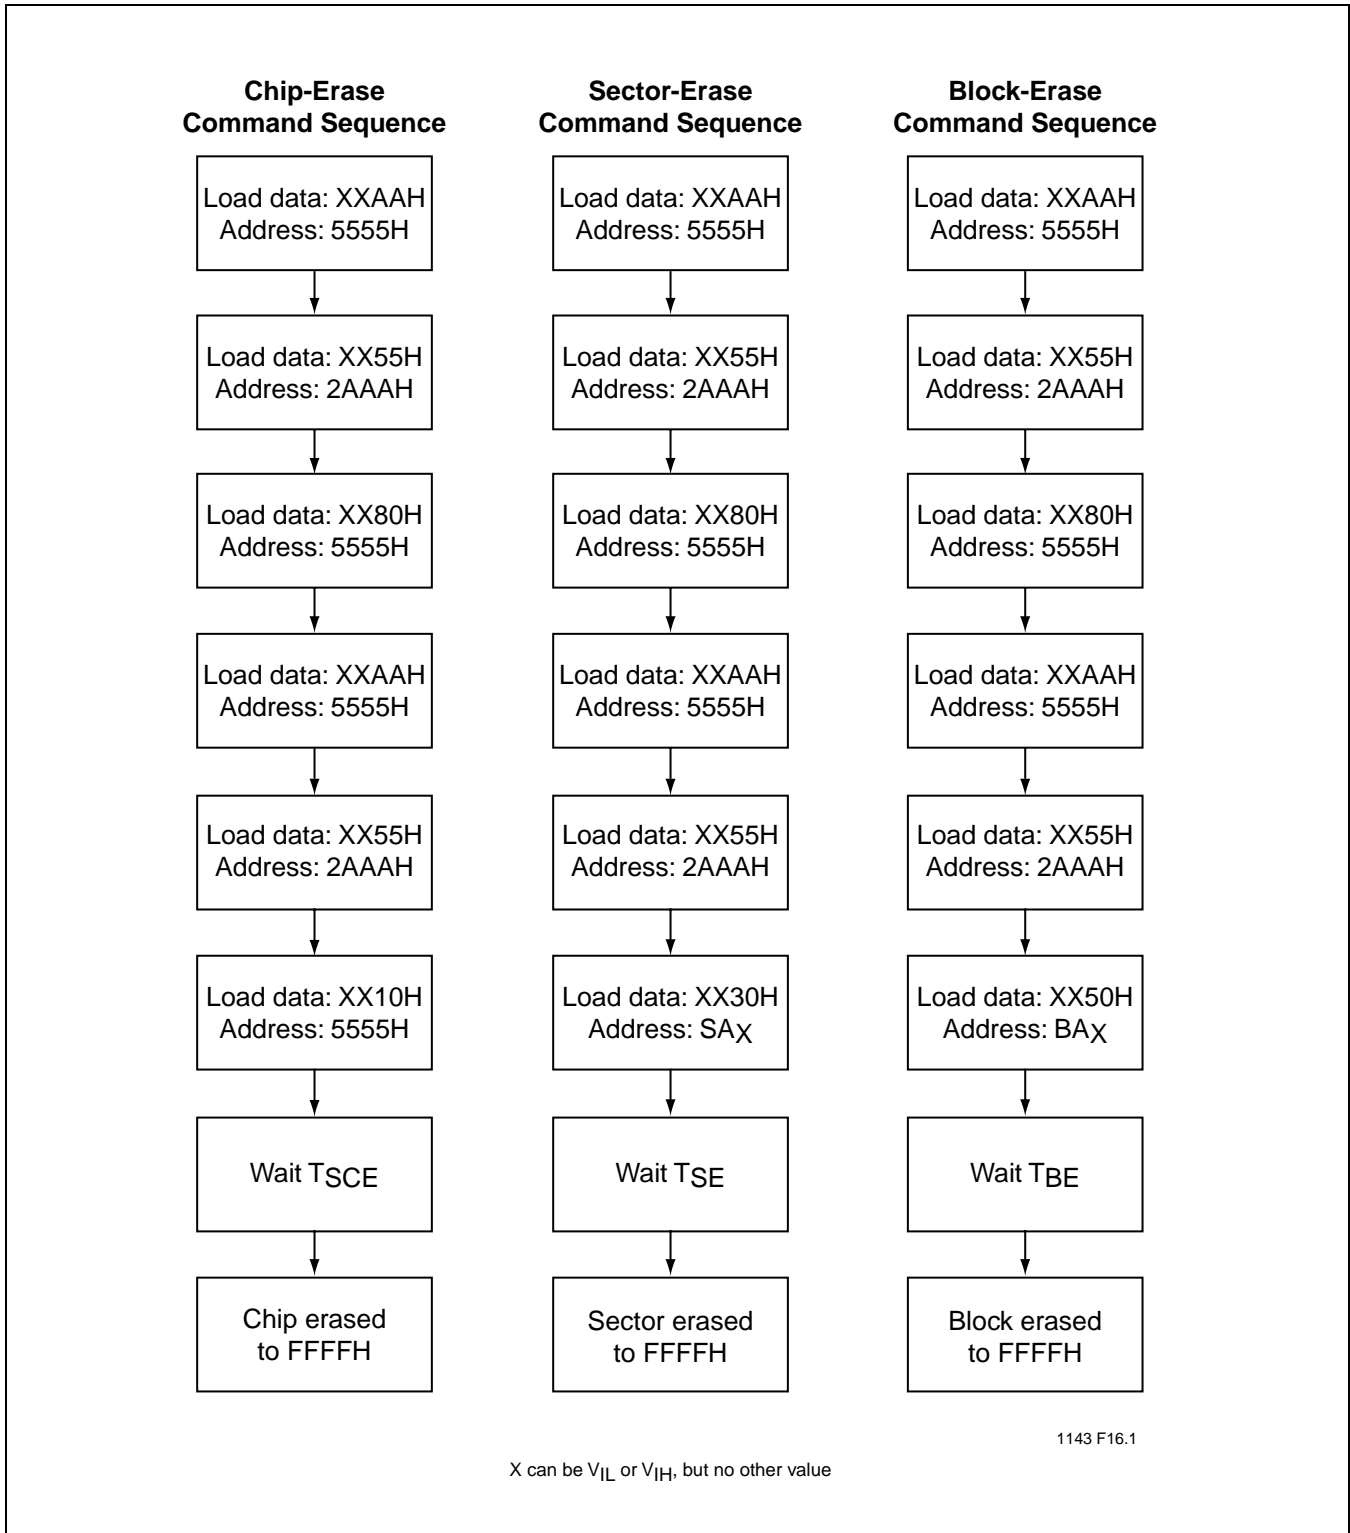 Chip-Erase
Command Sequence
Load data: XXAAH
Address: 5555H
Load data: XX55H
Address: 2AAAH
Load data: XX80H
Address: 5555H
Load data: XXAAH
Address: 5555H
Load data: XX55H
Address: 2AAAH
Load data: XX10H
Address: 5555H
Wait TSCE
Chip erased
to FFFFH
Sector-Erase
Command Sequence
Load data: XXAAH
Address: 5555H
Load data: XX55H
Address: 2AAAH
Load data: XX80H
Address: 5555H
Load data: XXAAH
Address: 5555H
Load data: XX55H
Address: 2AAAH
Load data: XX30H
Address: SAX
Wait TSE
Sector erased
to FFFFH
Block-Erase
Command Sequence
Load data: XXAAH
Address: 5555H
Load data: XX55H
Address: 2AAAH
Load data: XX80H
Address: 5555H
Load data: XXAAH
Address: 5555H
Load data: XX55H
Address: 2AAAH
Load data: XX50H
Address: BAX
Wait TBE
Block erased
to FFFFH
1143 F16.1
X can be VIL or VIH, but no other value